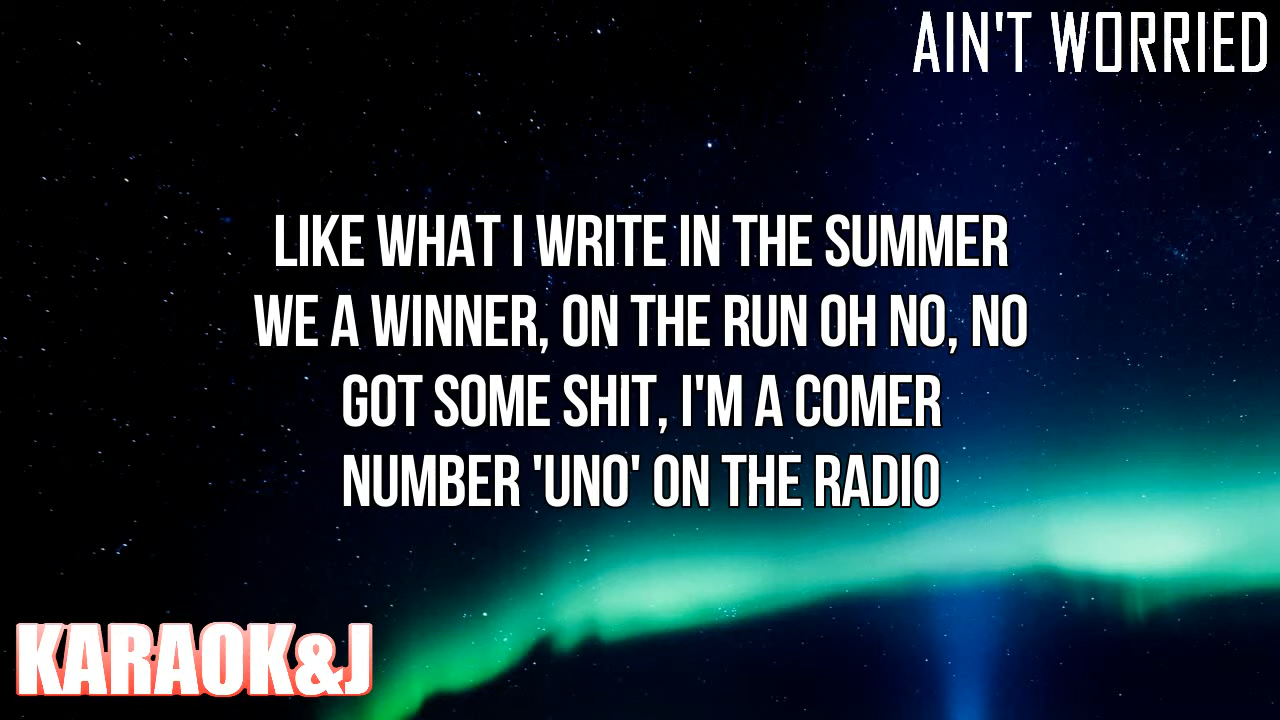 AIN'T WORRIED
LIKE WHAT I WRITE IN THE SUMMER
WE A WINNER, ON THE RUN OH NO, NO
GOT SOME SHIT, I'M A COMER
NUMBER 'UNO' ON THE RADIO
KARAOK&J